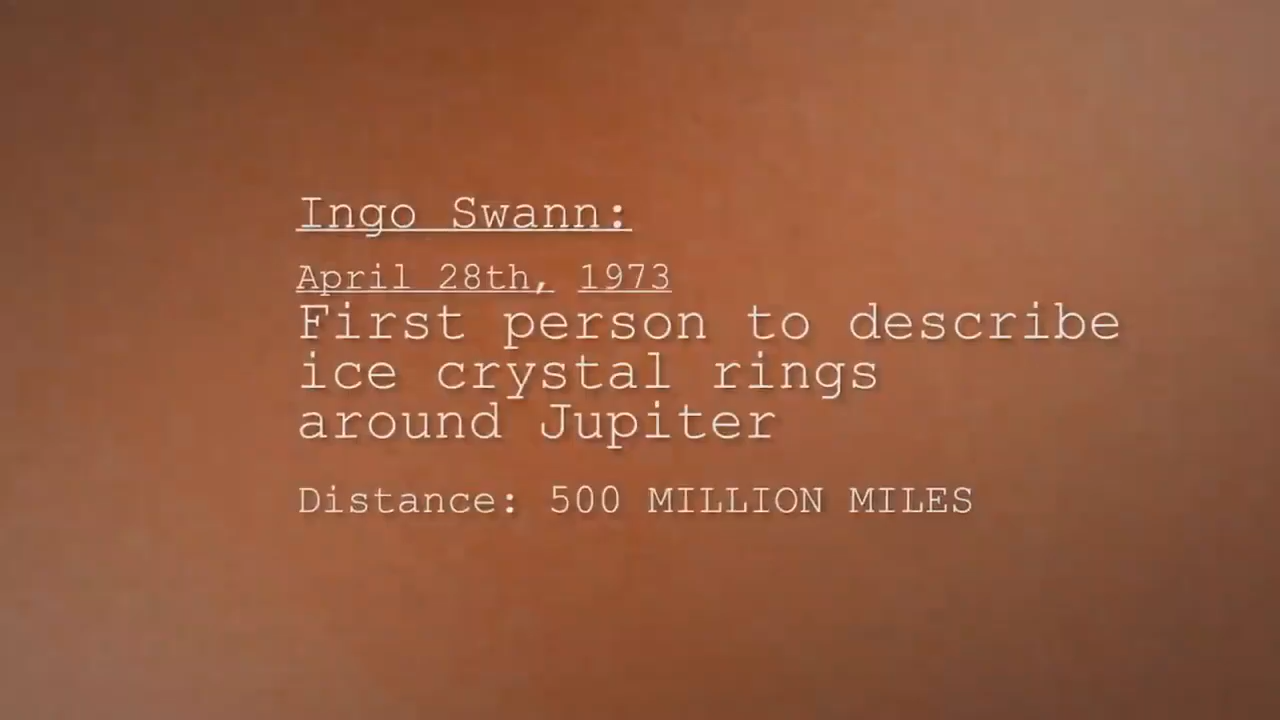 Ingo Swann:
April 28th, 1973
First person to describe
ice crystal rings
around Jupiter
Distance: 500 MILLION MILES